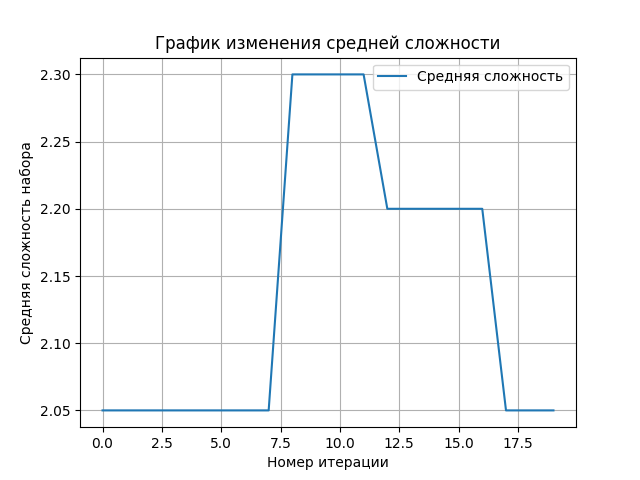 График изменения средней сложности
Средняя сложность
Средняя сложность набора
2.30
2.25
2.20
2.15
2.10
2.05
0.0 2.5 5.0 7.5 10.0 12.5 15.0 17.5
Номер итерации